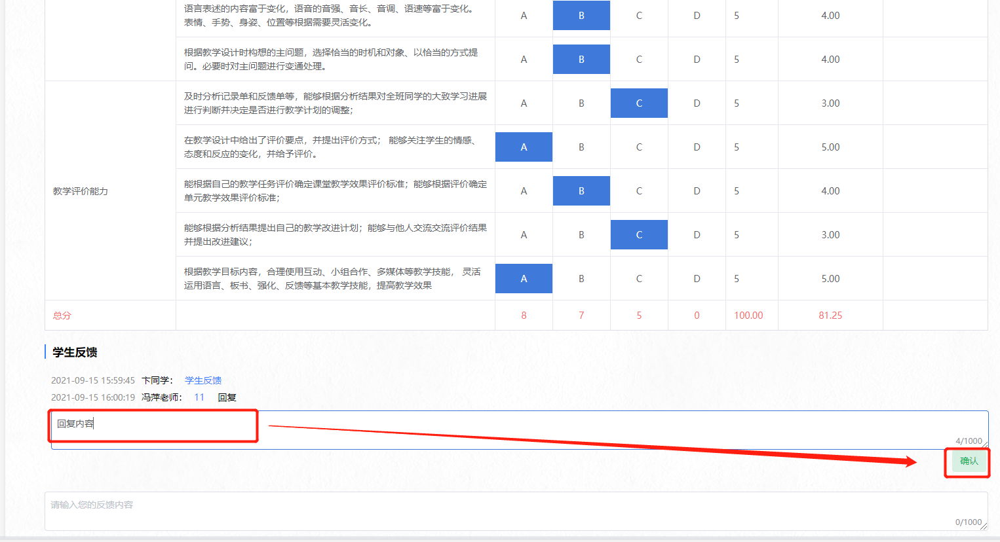 语言表述的内容富于变化，语音的音强、音长、音调、语速等富于变化。
表情、手势、身姿、位置等根据需要灵活变化。
A B C D 5 4.00
根据教学设计时构想的主问题，选择恰当的时机和对象、以恰当的方式提
问。必要时对主问题进行变通处理。
A B C D 5 4.00
教学评价能力
及时分析记录单和反馈单等，能够根据分析结果对全班同学的大致学习进展
进行判断并决定是否进行教学计划的调整；
A B C D 5 3.00
在教学设计中给出了评价要点，并提出评价方式； 能够关注学生的情感、
态度和反应的变化，并给予评价。
A B C D 5 5.00
能根据自己的教学任务评价确定课堂教学效果评价标准；能够根据评价确定
单元教学效果评价标准；
A B C D 5 4.00
能够根据分析结果提出自己的教学改进计划；能够与他人交流交流评价结果
并提出改进建议；
A B C D 5 3.00
根据教学目标内容，合理使用互动、小组合作、多媒体等教学技能， 灵活
运用语言、板书、强化、反馈等基本教学技能，提高教学效果
A B C D 5 5.00
总分 8 7 5 0 100.00 81.25
学生反馈
2021-09-15 15:59:45 卞同学： 学生反馈
2021-09-15 16:00:19 冯萍老师： 11 回复
回复内容
4/1000
确认
请输入您的反馈内容
0/1000